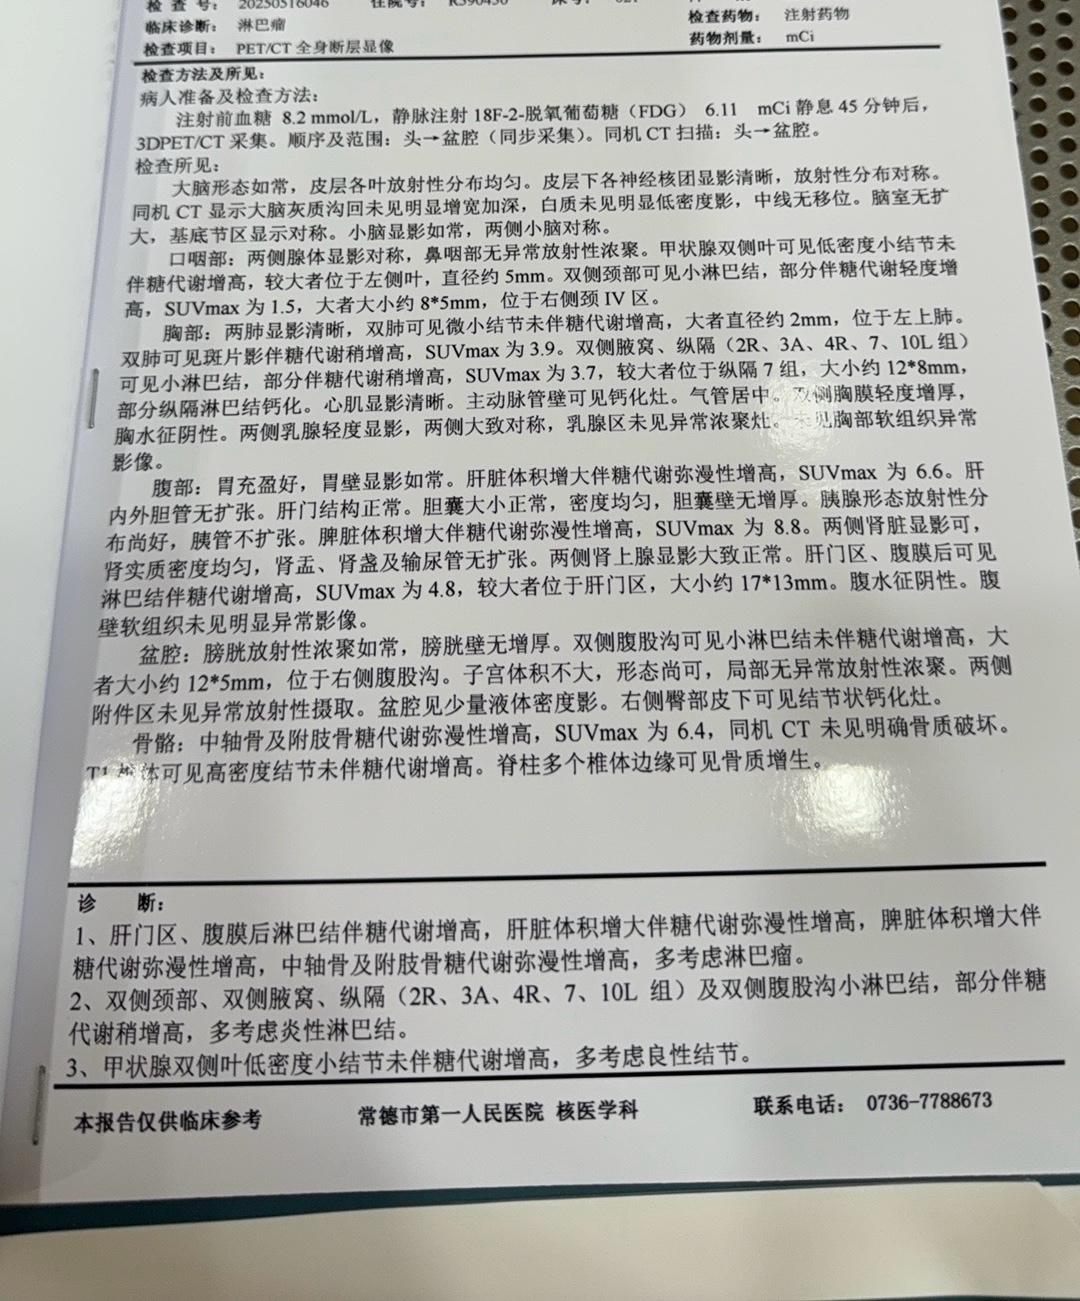 检 查 号： 20250516046 住院号： R390430 床号： 021
临床诊断： 淋巴瘤 检查药物： 注射药物
检查项目： PET/CT 全身断层显像 药物剂量： mCi
检查方法及所见：
病人准备及检查方法：
注射前血糖 8.2 mmol/L，静脉注射 18F-2-脱氧葡萄糖（FDG） 6.11 mCi 静息 45 分钟后，
3DPET/CT 采集。顺序及范围：头→盆腔（同步采集）。同机 CT 扫描：头→盆腔。
检查所见：
大脑形态如常，皮层各叶放射性分布均匀。皮层下各神经核团显影清晰，放射性分布对称。
同机 CT 显示大脑灰质沟回未见明显增宽加深，白质未见明显低密度影，中线无移位。脑室无扩
大，基底节区显示对称。小脑显影如常，两侧小脑对称。
口咽部：两侧腺体显影对称，鼻咽部无异常放射性浓聚。甲状腺双侧叶可见低密度小结节未
伴糖代谢增高，较大者位于左侧叶，直径约 5mm。双侧颈部可见小淋巴结，部分伴糖代谢轻度增
高，SUVmax 为 1.5，大者大小约 8*5mm，位于右侧颈 IV 区。
胸部：两肺显影清晰，双肺可见微小结节未伴糖代谢增高，大者直径约 2mm，位于左上肺。
双肺可见斑片影伴糖代谢稍增高，SUVmax 为 3.9。双侧腋窝、纵隔（2R、3A、4R、7、10L 组）
可见小淋巴结，部分伴糖代谢稍增高，SUVmax 为 3.7，较大者位于纵隔 7 组，大小约 12*8mm，
部分纵隔淋巴结钙化。心肌显影清晰。主动脉管壁可见钙化灶。气管居中。双侧胸膜轻度增厚，
胸水征阴性。两侧乳腺轻度显影，两侧大致对称，乳腺区未见异常浓聚灶。未见胸部软组织异常
影像。
腹部：胃充盈好，胃壁显影如常。肝脏体积增大伴糖代谢弥漫性增高，SUVmax 为 6.6。肝
内外胆管无扩张。肝门结构正常。胆囊大小正常，密度均匀，胆囊壁无增厚。胰腺形态放射性分
布尚好，胰管不扩张。脾脏体积增大伴糖代谢弥漫性增高，SUVmax 为 8.8。两侧肾脏显影可，
肾实质密度均匀，肾盂、肾盏及输尿管无扩张。两侧肾上腺显影大致正常。肝门区、腹膜后可见
淋巴结伴糖代谢增高，SUVmax 为 4.8，较大者位于肝门区，大小约 17*13mm。腹水征阴性。腹
壁软组织未见明显异常影像。
盆腔：膀胱放射性浓聚如常，膀胱壁无增厚。双侧腹股沟可见小淋巴结未伴糖代谢增高，大
者大小约 12*5mm，位于右侧腹股沟。子宫体积不大，形态尚可，局部无异常放射性浓聚。两侧
附件区未见异常放射性摄取。盆腔见少量液体密度影。右侧臀部皮下可见结节状钙化灶。
骨骼：中轴骨及附肢骨糖代谢弥漫性增高，SUVmax 为 6.4，同机 CT 未见明确骨质破坏。
T1 椎体可见高密度结节未伴糖代谢增高。脊柱多个椎体边缘可见骨质增生。
诊 断：
1、肝门区、腹膜后淋巴结伴糖代谢增高，肝脏体积增大伴糖代谢弥漫性增高，脾脏体积增大伴
糖代谢弥漫性增高，中轴骨及附肢骨糖代谢弥漫性增高，多考虑淋巴瘤。
2、双侧颈部、双侧腋窝、纵隔（2R、3A、4R、7、10L 组）及双侧腹股沟小淋巴结，部分伴糖
代谢稍增高，多考虑炎性淋巴结。
3、甲状腺双侧叶低密度小结节未伴糖代谢增高，多考虑良性结节。
本报告仅供临床参考 常德市第一人民医院 核医学科 联系电话： 0736-7788673